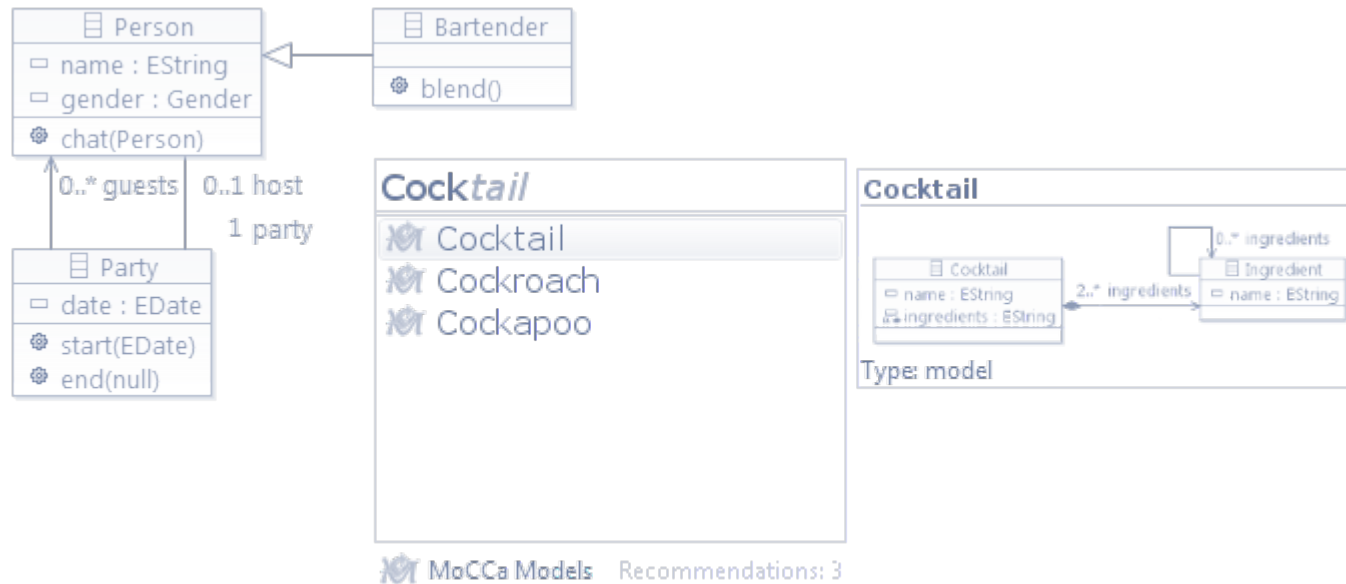 Person
name : EString
gender : Gender
chat(Person)
Bartender
blend()
0..* guests
0..1 host
1 party
Party
date : EDate
start(EDate)
end(null)
Cocktail
Cocktail
Cockroach
Cockapoo
MoCCa Models Recommendations: 3
Cocktail
0..* ingredients
Cocktail
name : EString
ingredients : EString
2..* ingredients
Ingredient
name : EString
Type: model